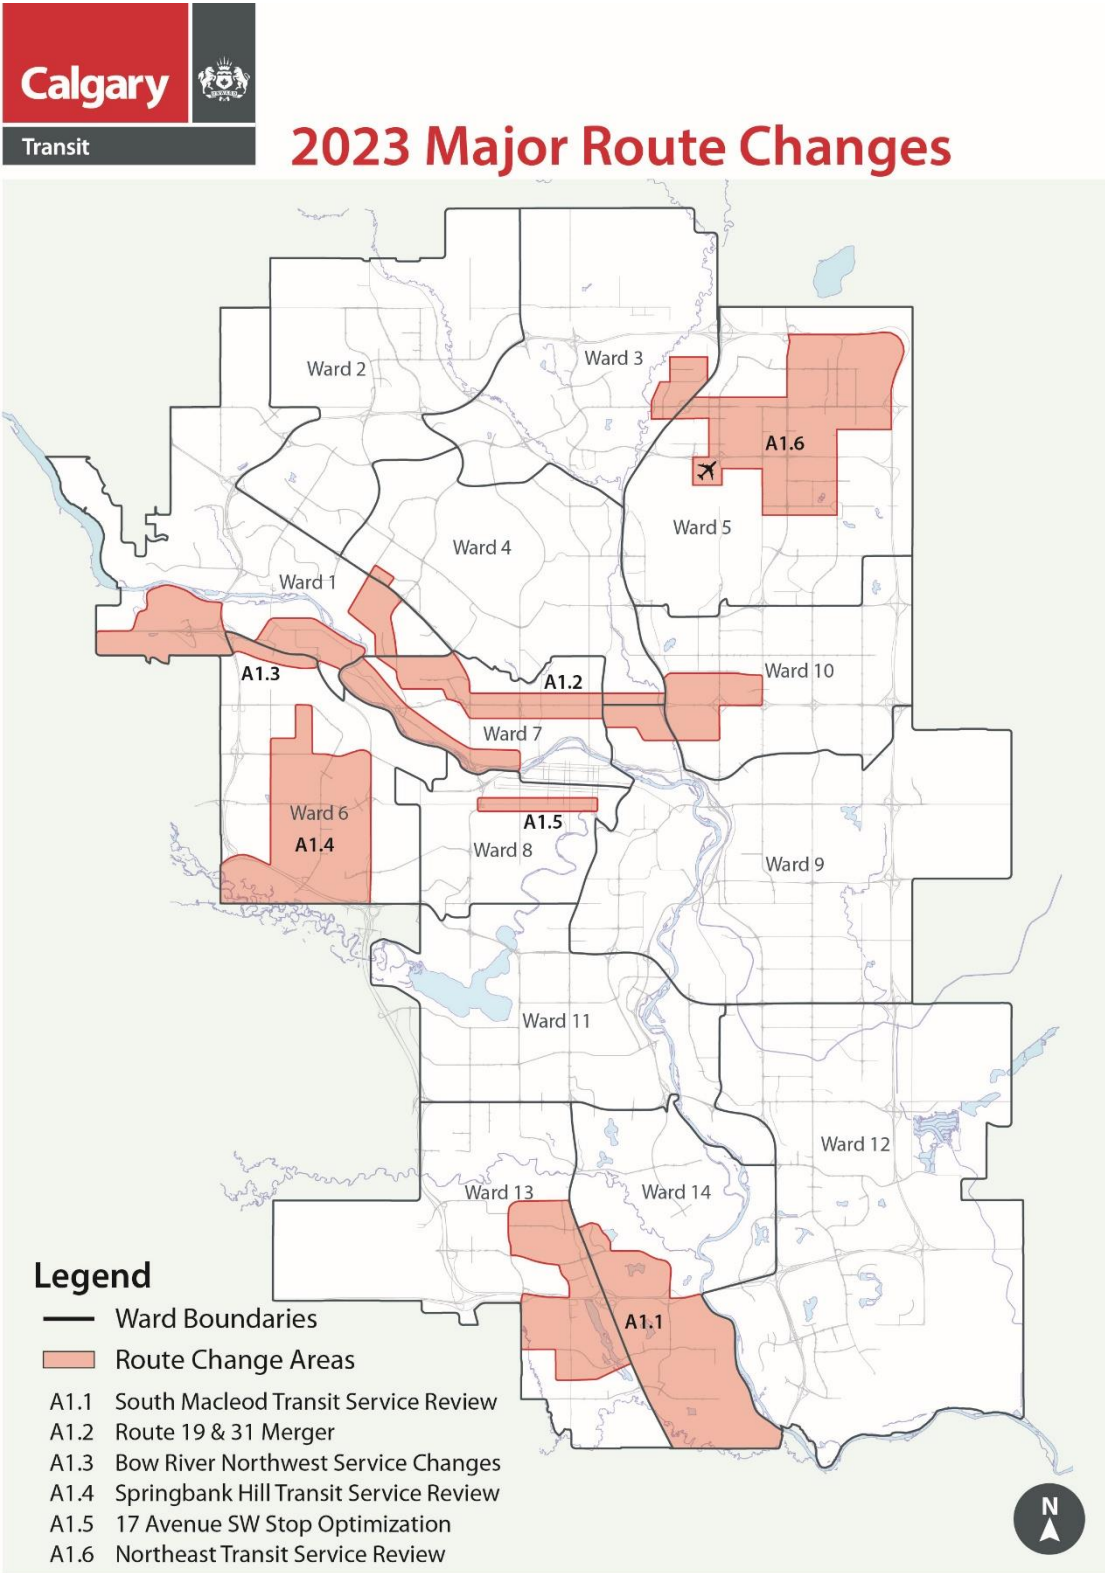 Calgary
Transit
2023 Major Route Changes
Ward 2
Ward 3
A1.6
Ward 5
Ward 4
Ward 1
A1.3
A1.2
Ward 10
Ward 7
Ward 6
A1.4
A1.5
Ward 8
Ward 9
Ward 11
Ward 12
Ward 13
Ward 14
A1.1
Legend
Ward Boundaries
Route Change Areas
A1.1 South Macleod Transit Service Review
A1.2 Route 19 & 31 Merger
A1.3 Bow River Northwest Service Changes
A1.4 Springbank Hill Transit Service Review
A1.5 17 Avenue SW Stop Optimization
A1.6 Northeast Transit Service Review
N